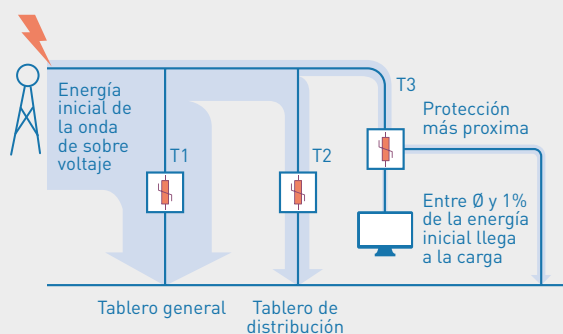 Energía
inicial de
la onda
de sobre
voltaje
T1
T2
T3
Protección
más proxima
Entre Ø y 1%
de la energía
inicial llega
a la carga
Tablero general
Tablero de
distribución